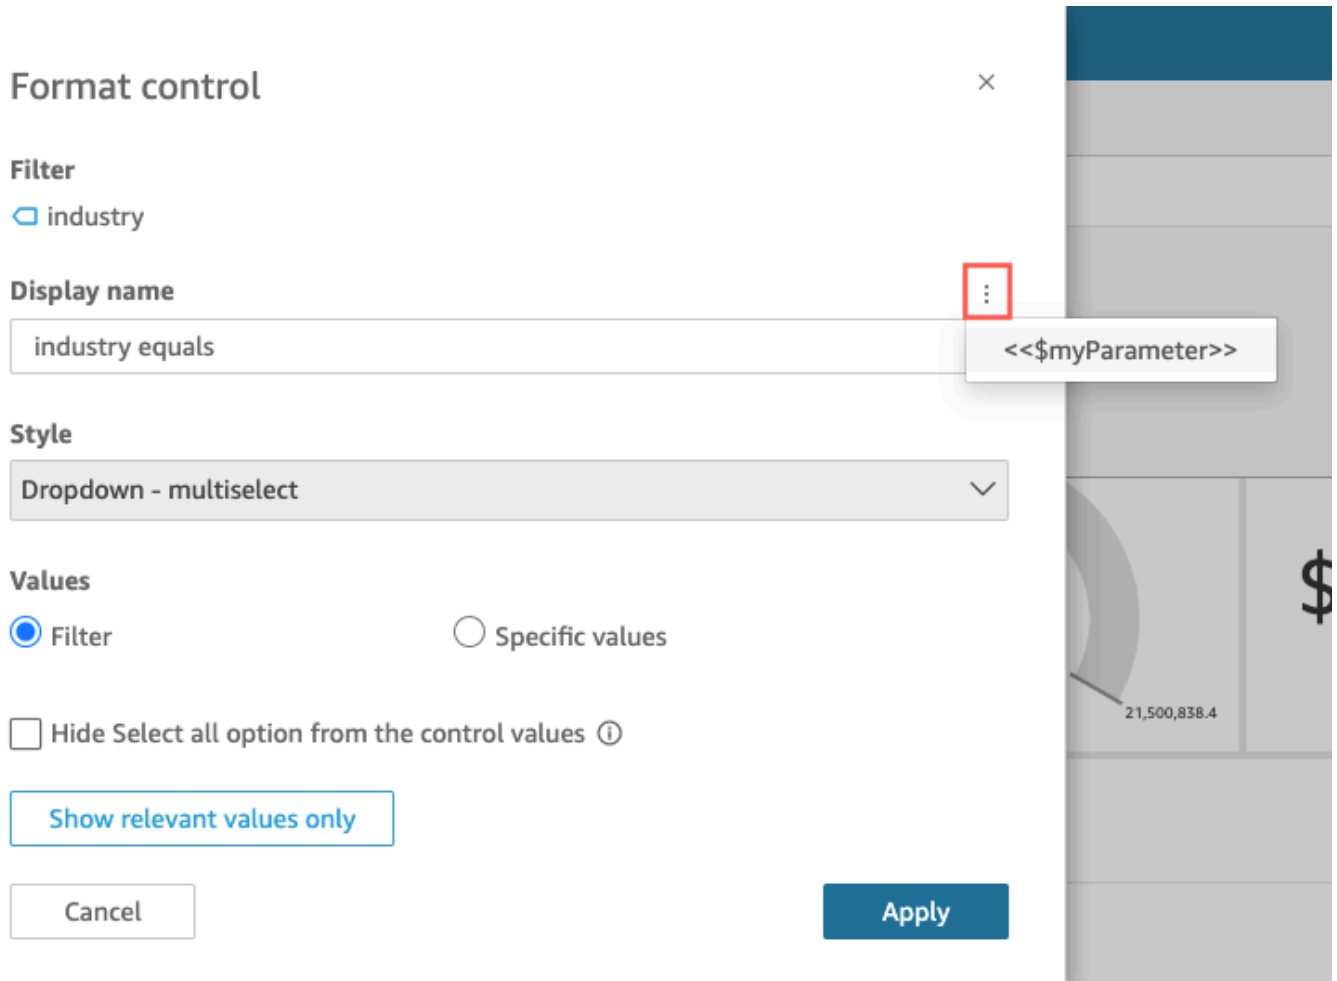 Format control
Filter
industry
Display name
industry equals
<<$myParameter>>
Style
Dropdown - multiselect
Values
Filter
Specific values
Hide Select all option from the control values
Show relevant values only
Cancel
Apply
$
21,500,838.4